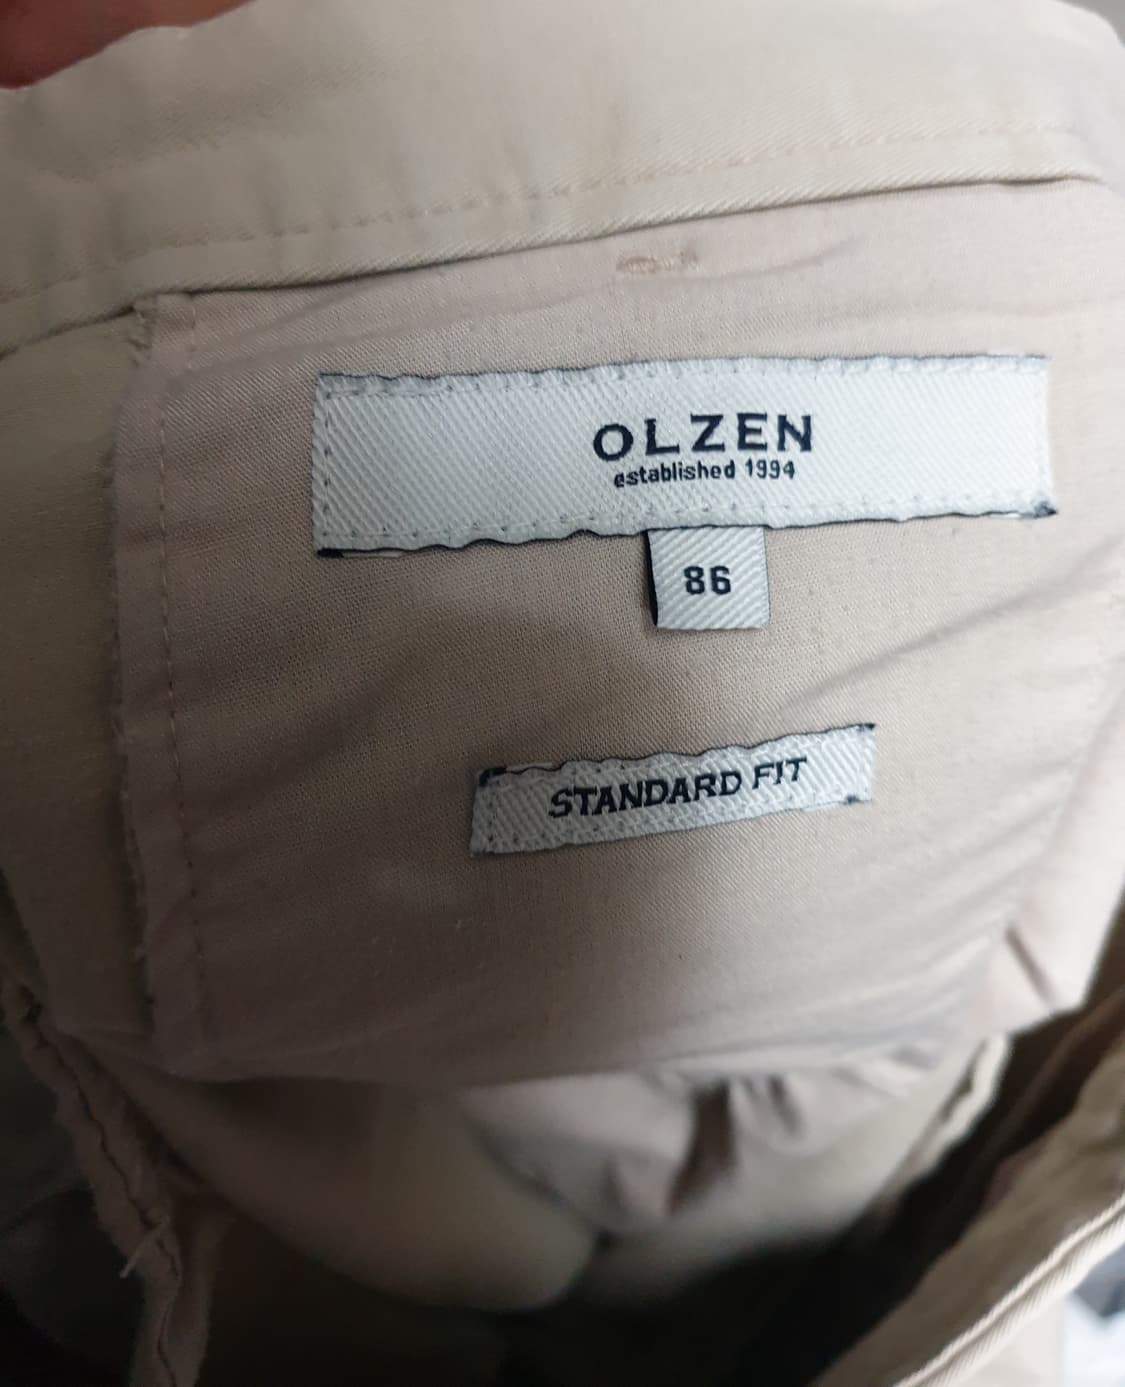 OLZEN
established 1994
86
STANDARD FIT